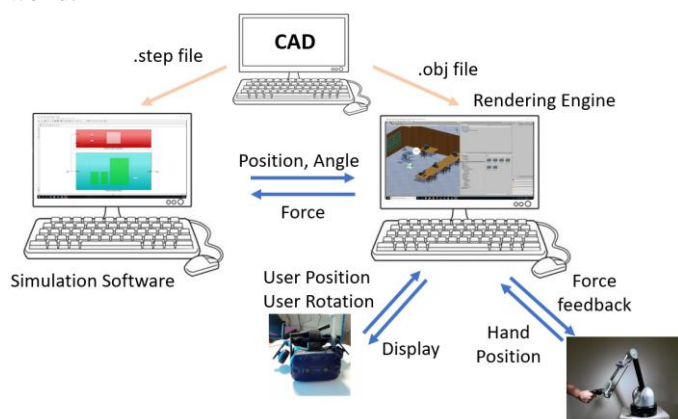 CAD
.step file
.obj file
Rendering Engine
Position, Angle
Force
Simulation Software
User Position
User Rotation
Display
Force
feedback
Hand
Position